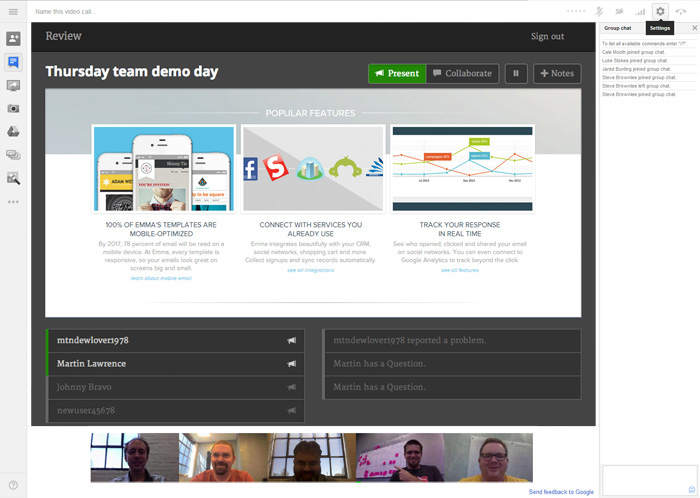 Name this video call...
Settings
Group chat
To list all available commands enter "/?".
Cale Mooth joined group chat.
Luke Stokes joined group chat.
Jared Bunting joined group chat.
Steve Brownlee joined group chat.
Steve Brownlee left group chat.
Steve Brownlee joined group chat.
Review
Sign out
Thursday team demo day
Present
Collaborate
Notes
POPULAR FEATURES
100% OF EMMA'S TEMPLATES ARE
MOBILE-OPTIMIZED
By 2017, 78 percent of email will be read on a
mobile device. At Emma, every template is
responsive, so your emails look great on
screens big and small.
learn about mobile email
CONNECT WITH SERVICES YOU
ALREADY USE
Emma integrates beautifully with your CRM,
social networks, shopping cart and more.
Collect signups and sync records automatically.
see all integrations
TRACK YOUR RESPONSE
IN REAL TIME
See who opened, clicked and shared your email
on social networks. You can even connect to
Google Analytics to track beyond the click.
see all features
mtndewlover1978
Martin Lawrence
Johnny Bravo
newuser45678
mtndewlover1978 reported a problem.
Martin has a Question.
Martin has a Question.
Send feedback to Google